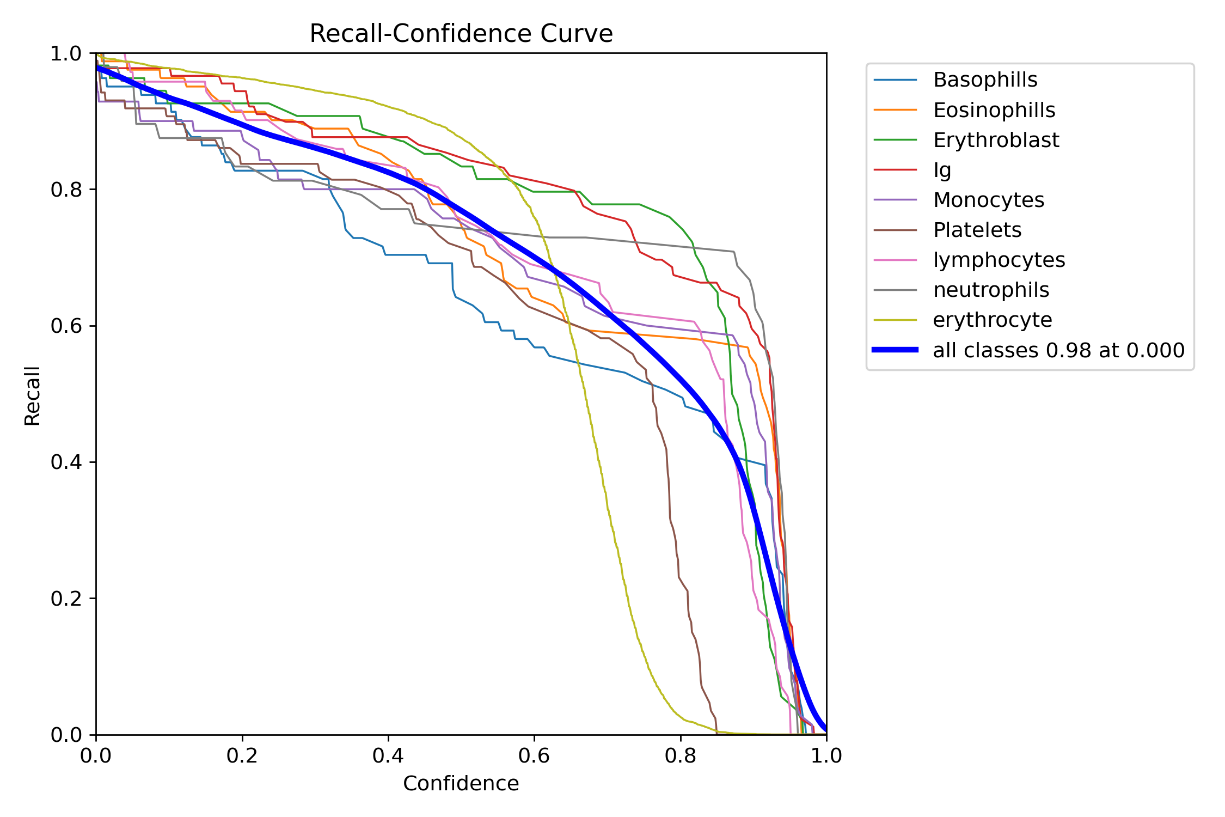 Recall-Confidence Curve
1.0
0.8
0.6
0.4
0.2
0.0
Recall
0.0 0.2 0.4 0.6 0.8 1.0
Confidence
Basophills
Eosinophills
Erythroblast
Ig
Monocytes
Platelets
lymphocytes
neutrophils
erythrocyte
all classes 0.98 at 0.000